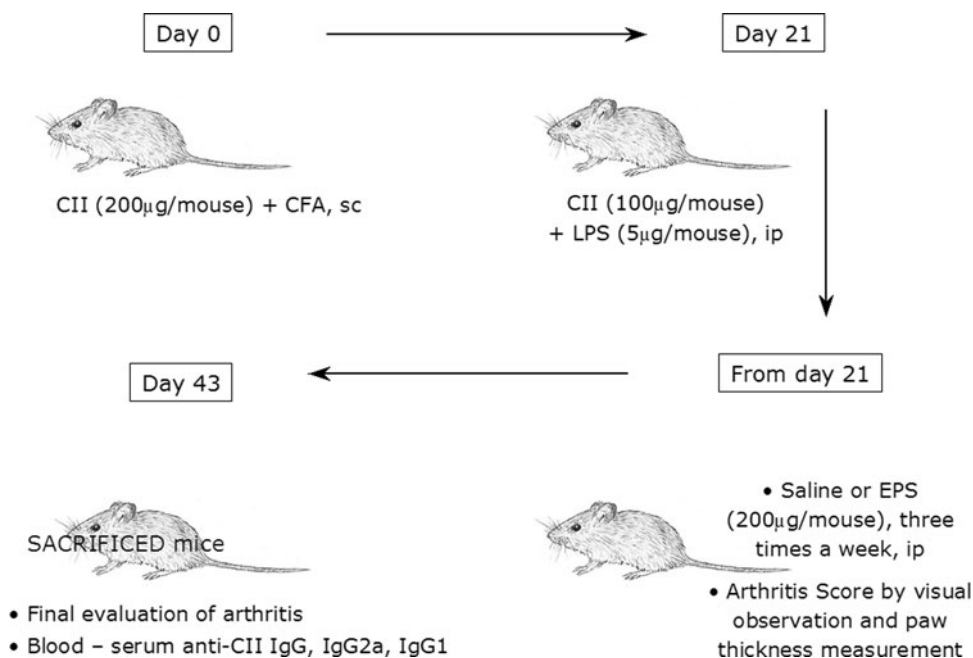 Day 0
Day 21
CII (200μg/mouse) + CFA, sc
CII (100μg/mouse)
+ LPS (5μg/mouse), ip
From day 21
• Saline or EPS
(200μg/mouse), three
times a week, ip
• Arthritis Score by visual
observation and paw
thickness measurement
Day 43
SACRIFICED mice
• Final evaluation of arthritis
• Blood – serum anti-CII IgG, IgG2a, IgG1